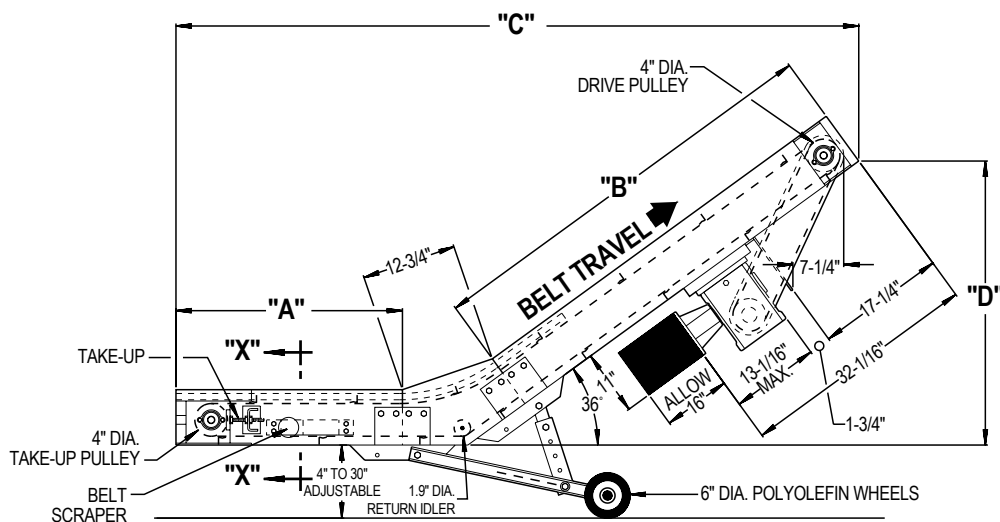 "C"
4" DIA.
DRIVE PULLEY
"B"
BELT TRAVEL
12-3/4"
7-1/4"
"D"
"A"
17-1/4"
"X"
TAKE-UP
13-1/16"
MAX.
32-1/16"
11"
ALLOW
16"
36°
1-3/4"
4" DIA.
TAKE-UP PULLEY
"X"
4" TO 30"
ADJUSTABLE
1.9" DIA.
RETURN IDLER
BELT
SCRAPER
6" DIA. POLYOLEFIN WHEELS